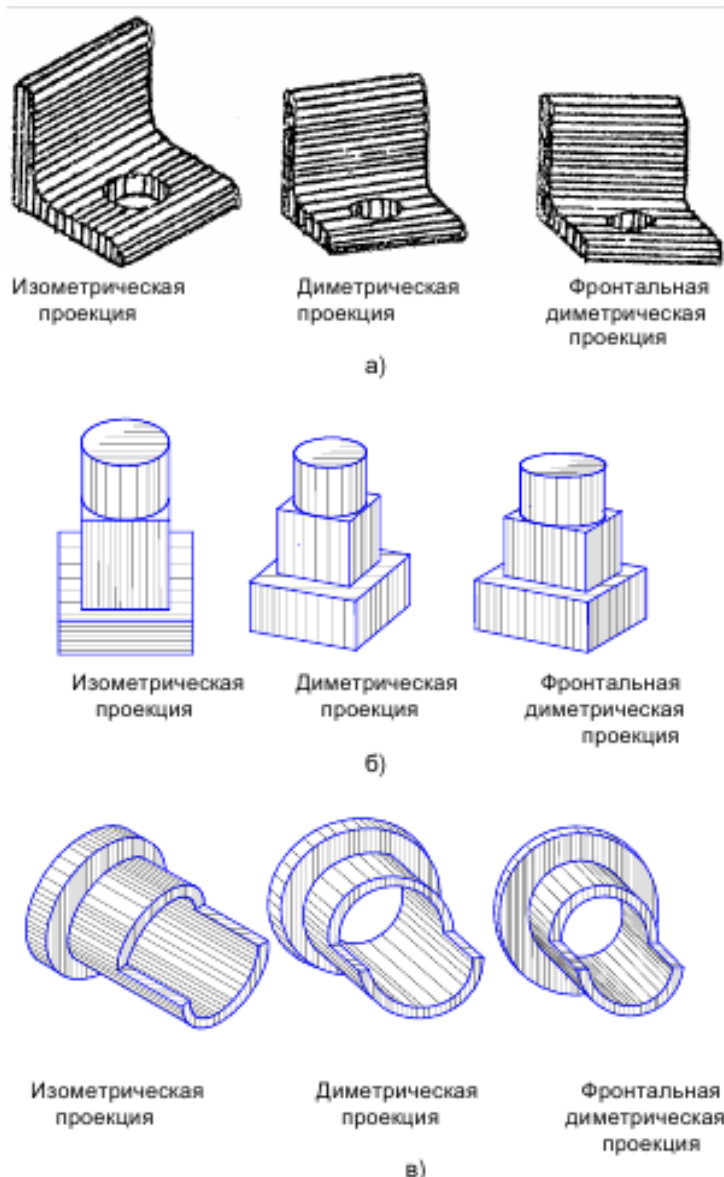 Изометрическая
проекция
Диметрическая
проекция
Фронтальная
диметрическая
проекция
а)
Изометрическая
проекция
Диметрическая
проекция
Фронтальная
диметрическая
проекция
б)
Изометрическая
проекция
Диметрическая
проекция
Фронтальная
диметрическая
проекция
в)